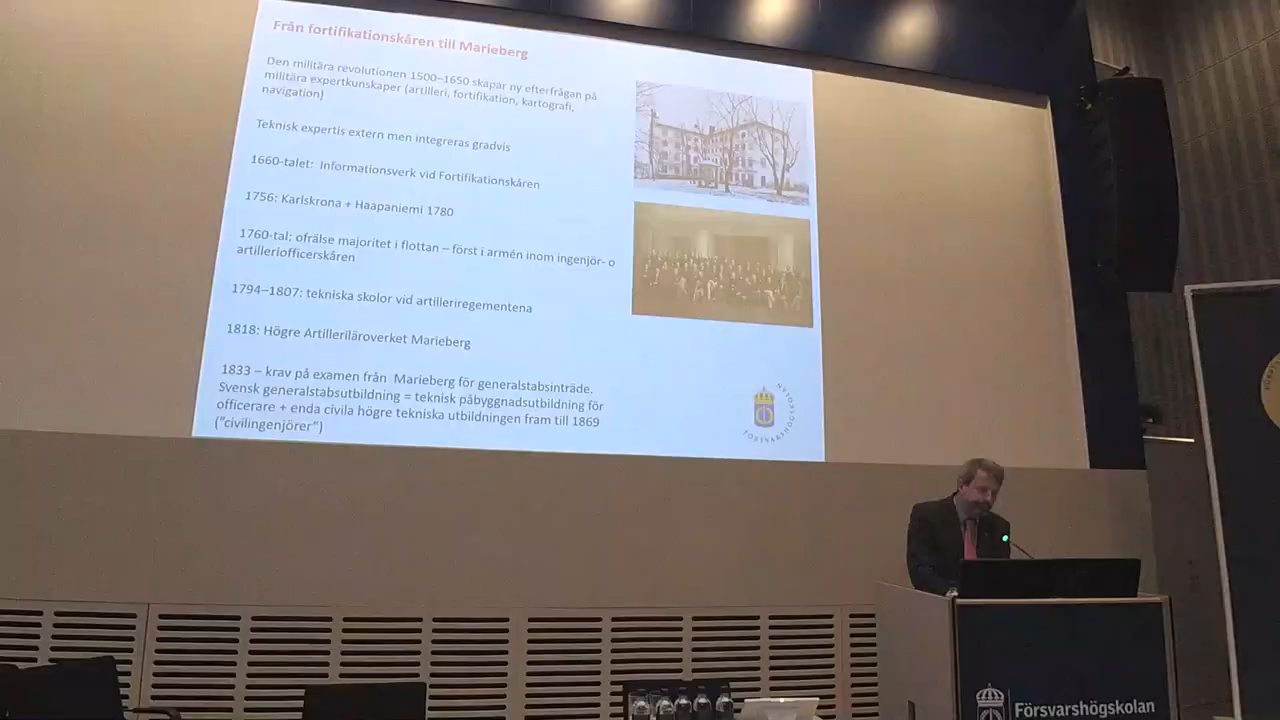 Från fortifikationskåren till Marieberg
Den militära revolutionen 1500–1650 skapar ny efterfrågan på
militära expertkunskaper (artilleri, fortifikation, kartografi,
navigation)
Teknisk expertis extern men integreras gradvis
1660-talet: Informationsverk vid Fortifikationskåren
1756: Karlskrona + Haapaniemi 1780
1760-tal; ofrälse majoritet i flottan – först i armén inom ingenjör- o
artilleriofficerskåren
1794–1807: tekniska skolor vid artilleriregementena
1818: Högre Artilleriläroverket Marieberg
1833 – krav på examen från Marieberg för generalstabsinträde.
Svensk generalstabsutbildning = teknisk påbyggnadsutbildning för
officerare + enda civila högre tekniska utbildningen fram till 1869
("civilingenjörer")
FÖRSVARSHÖGSKOLAN
Försvarshögskolan